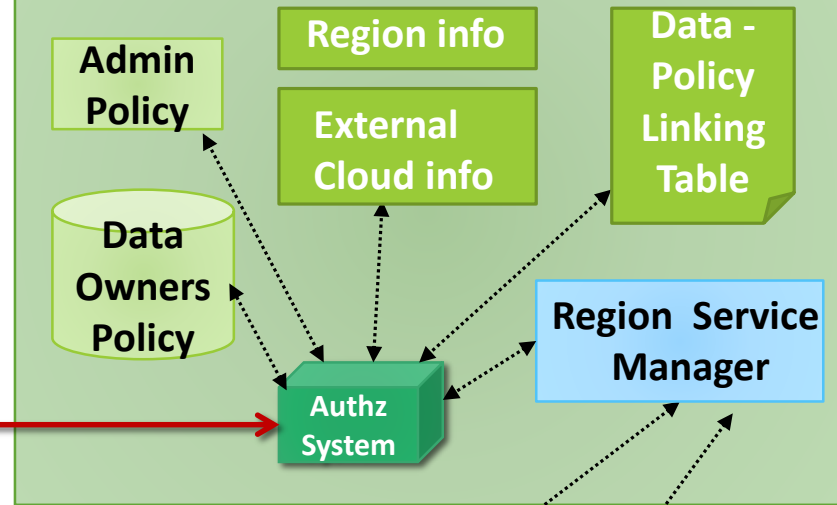 Admin
Policy
Region info
External
Cloud info
Data -
Policy
Linking
Table
Data
Owners
Policy
Region  Service
Manager
Authz
System